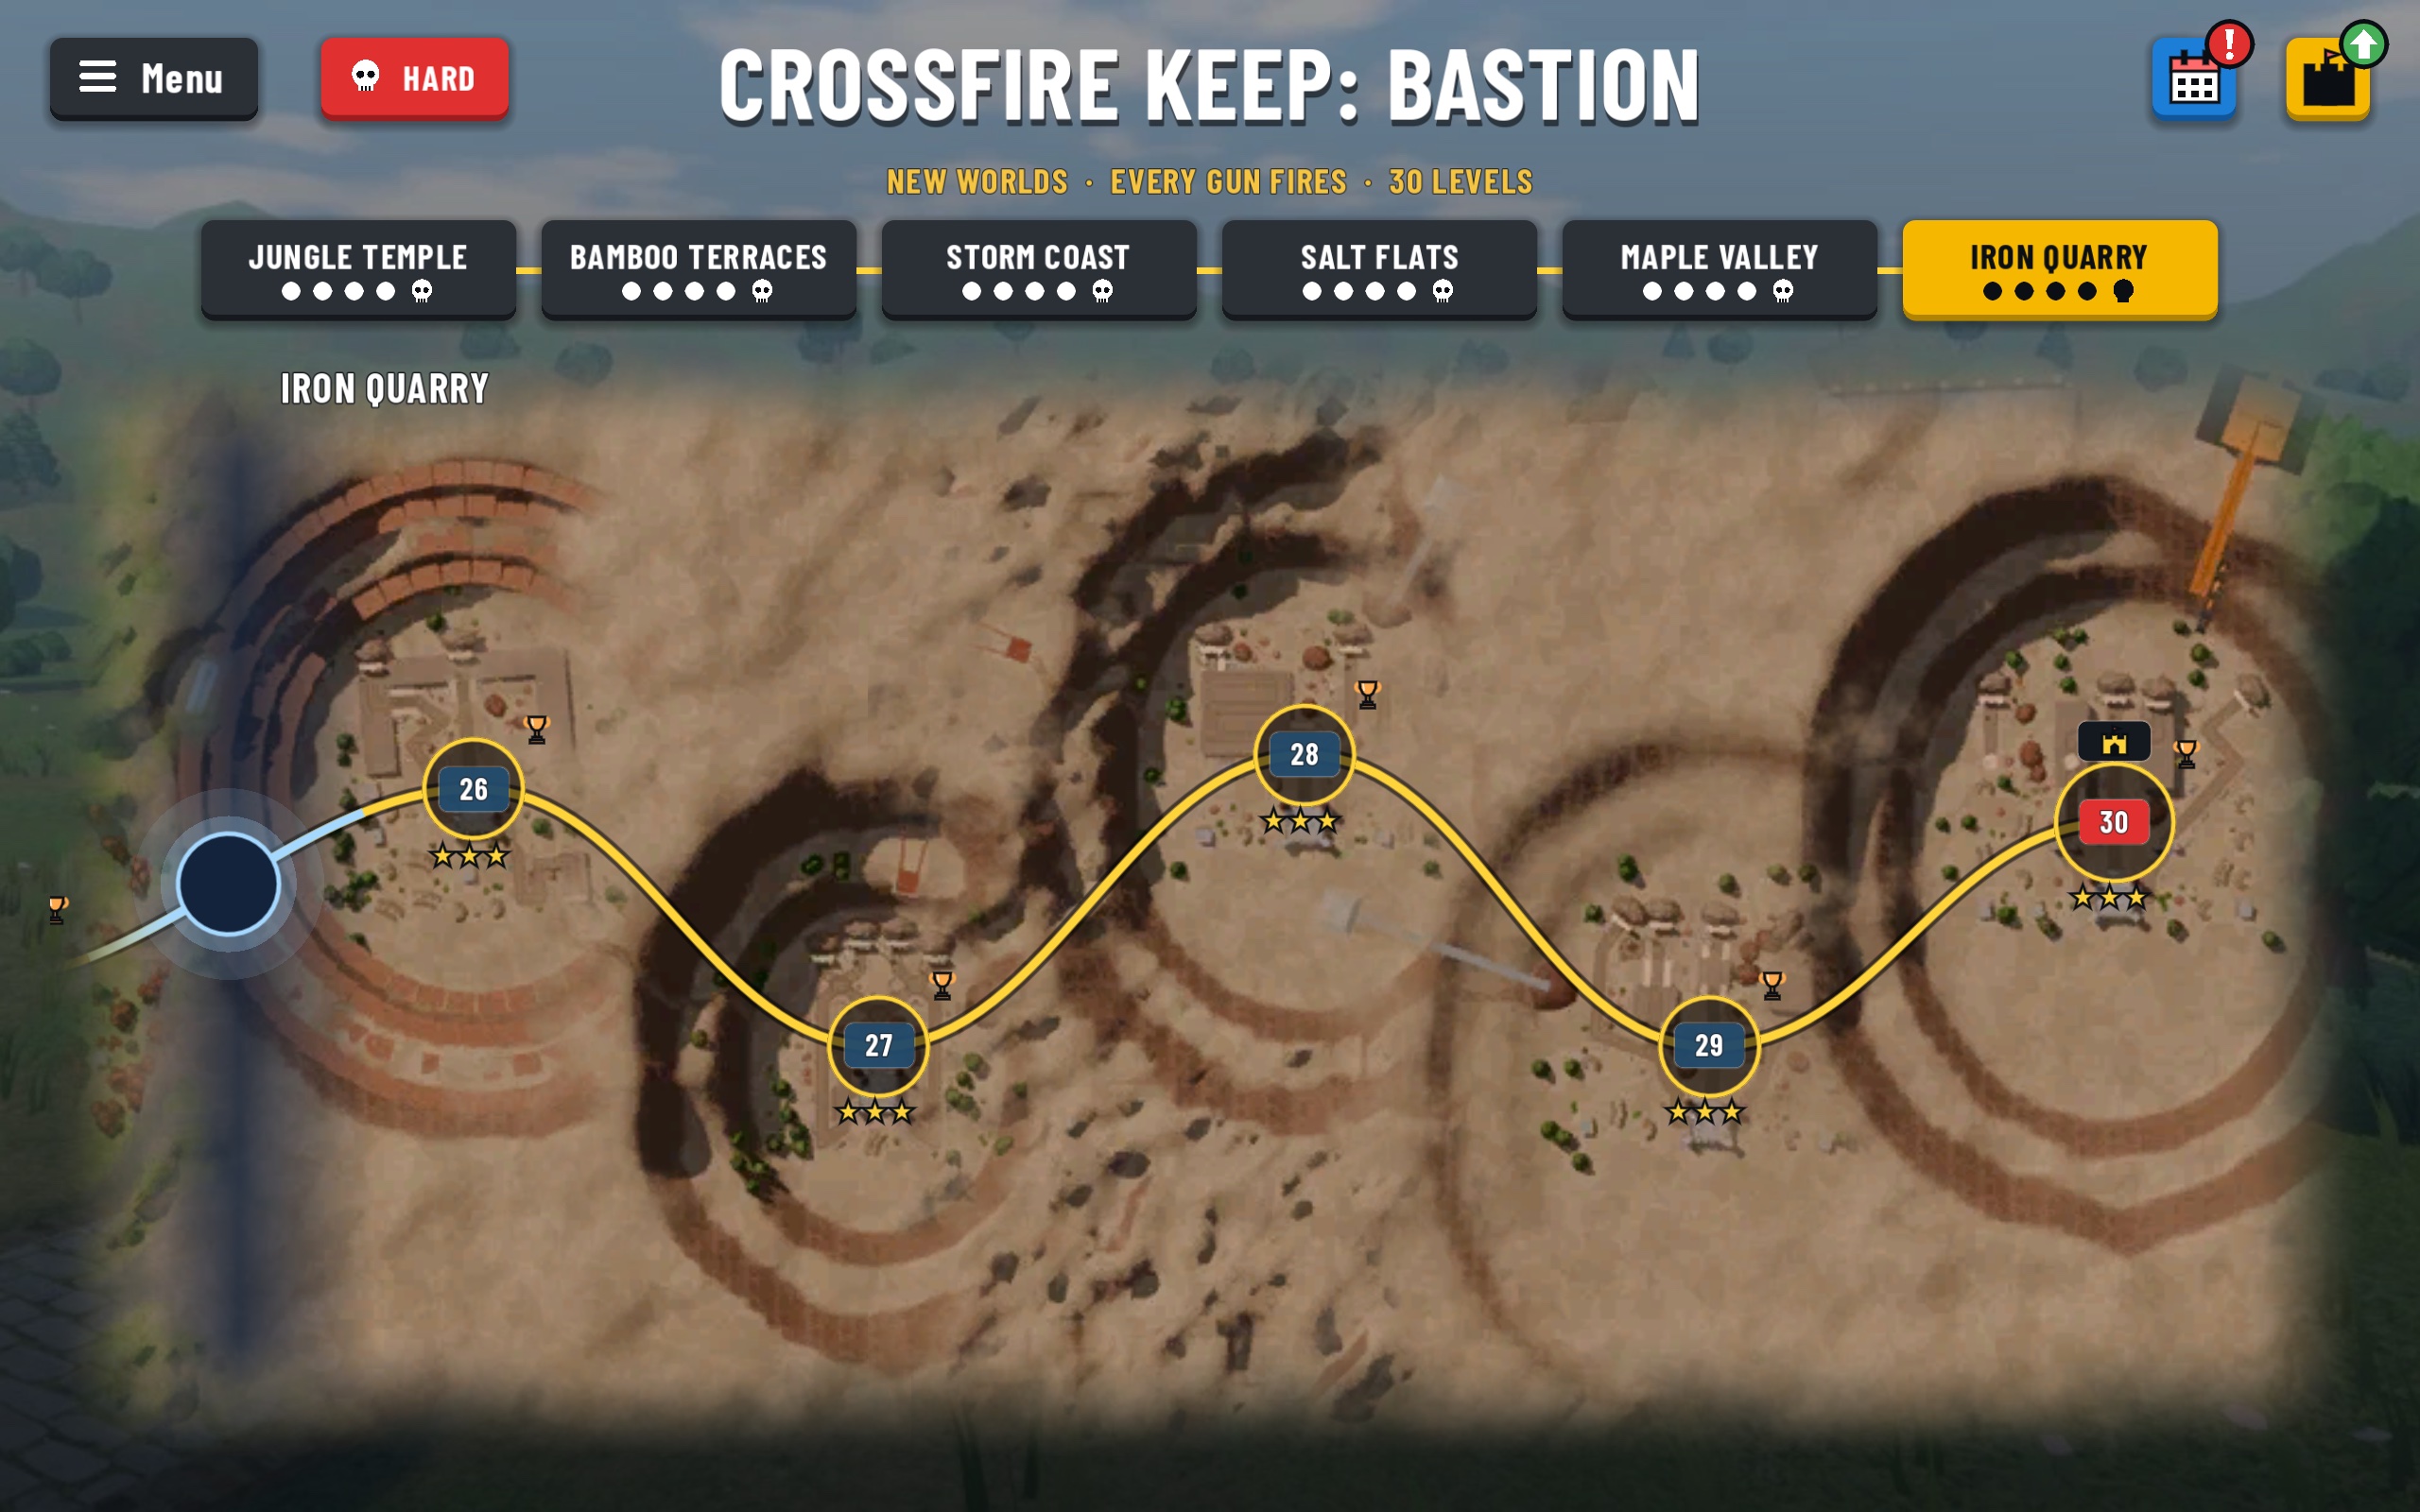 Menu
HARD
CROSSFIRE KEEP: BASTION
!
NEW WORLDS · EVERY GUN FIRES · 30 LEVELS
JUNGLE TEMPLE
BAMBOO TERRACES
STORM COAST
SALT FLATS
MAPLE VALLEY
IRON QUARRY
IRON QUARRY
26
27
28
29
30